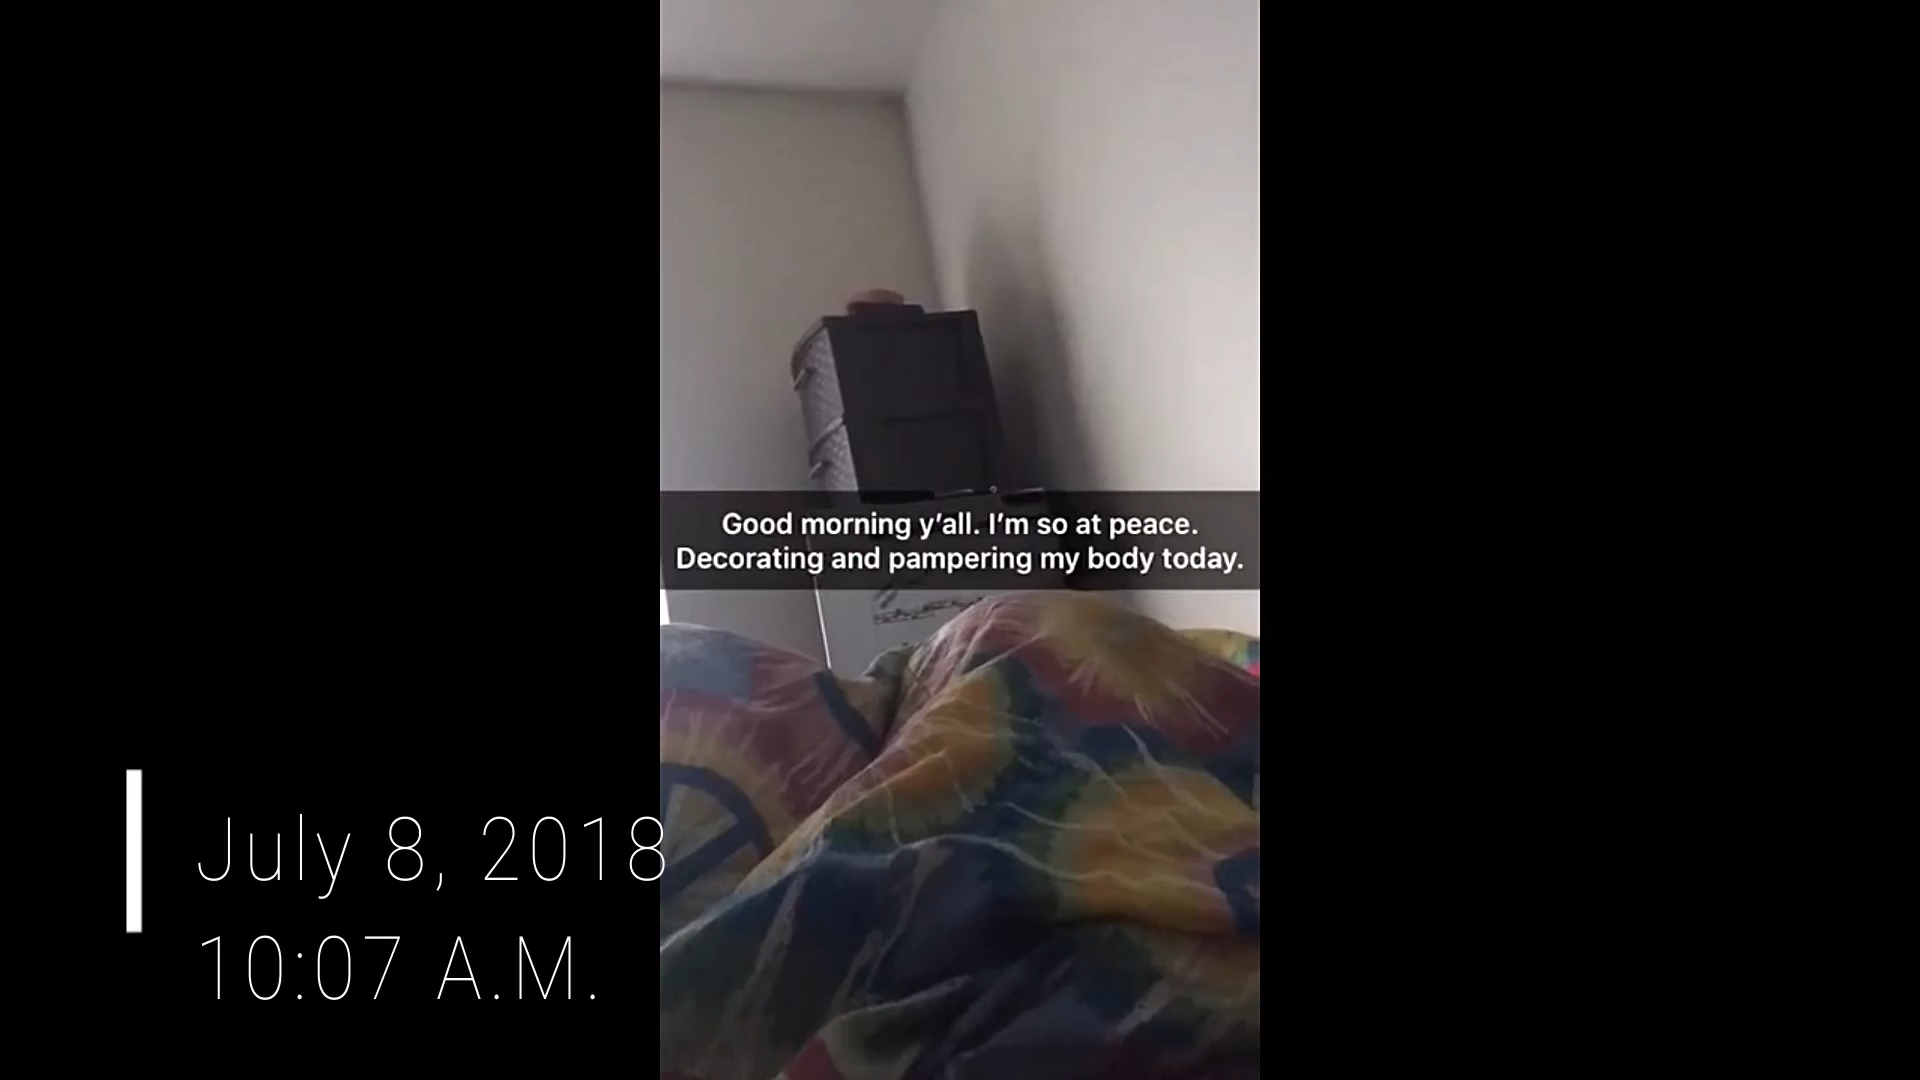 Good morning y’all. I’m so at peace.
Decorating and pampering my body today.
July 8, 2018
10:07 A.M.